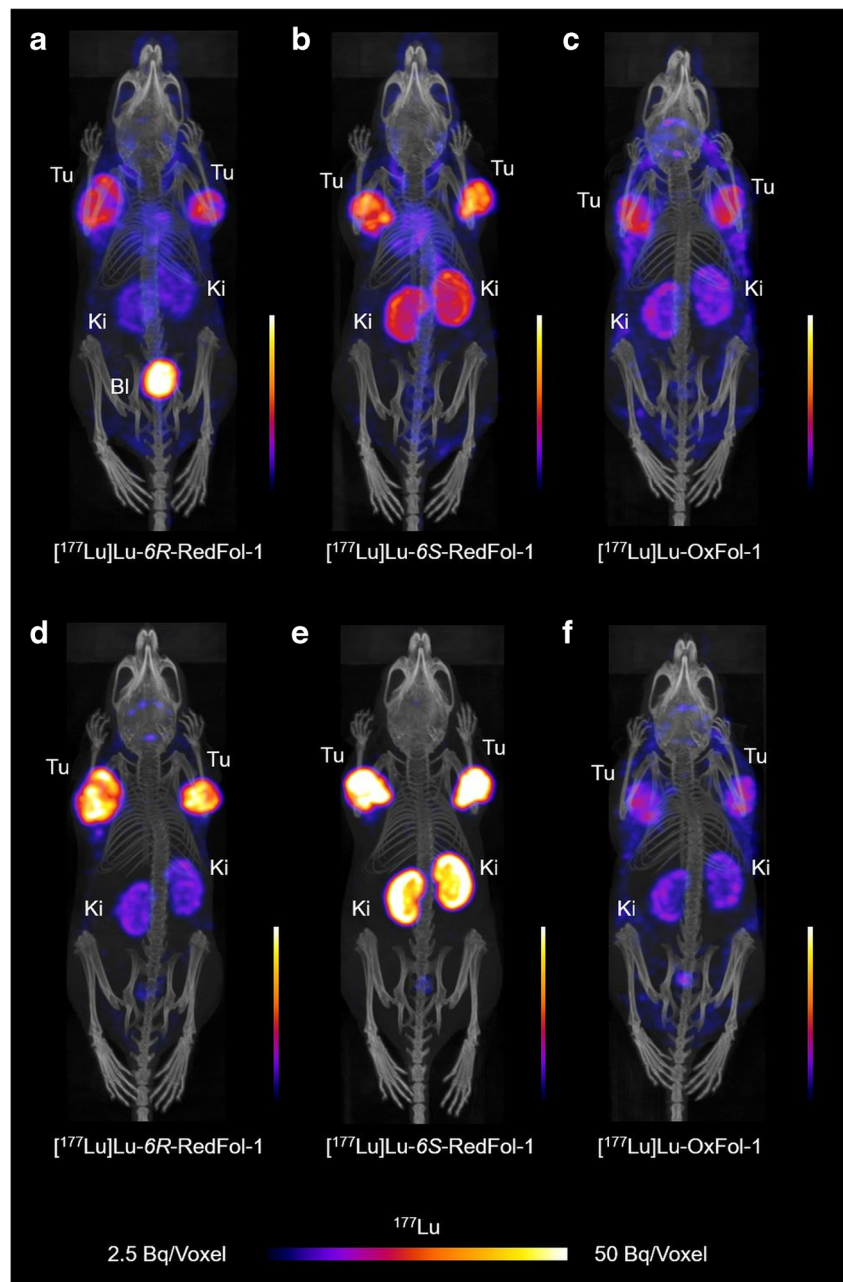 a
b
c
Tu
Tu
Tu
Tu
Tu
Tu
Ki
Ki
Ki
Ki
Ki
Ki
Bl
[¹⁷⁷Lu]Lu-6R-RedFol-1
[¹⁷⁷Lu]Lu-6S-RedFol-1
[¹⁷⁷Lu]Lu-OxFol-1
d
e
f
Tu
Tu
Tu
Tu
Tu
Tu
Ki
Ki
Ki
Ki
Ki
Ki
[¹⁷⁷Lu]Lu-6R-RedFol-1
[¹⁷⁷Lu]Lu-6S-RedFol-1
[¹⁷⁷Lu]Lu-OxFol-1
¹⁷⁷Lu
2.5 Bq/Voxel
50 Bq/Voxel